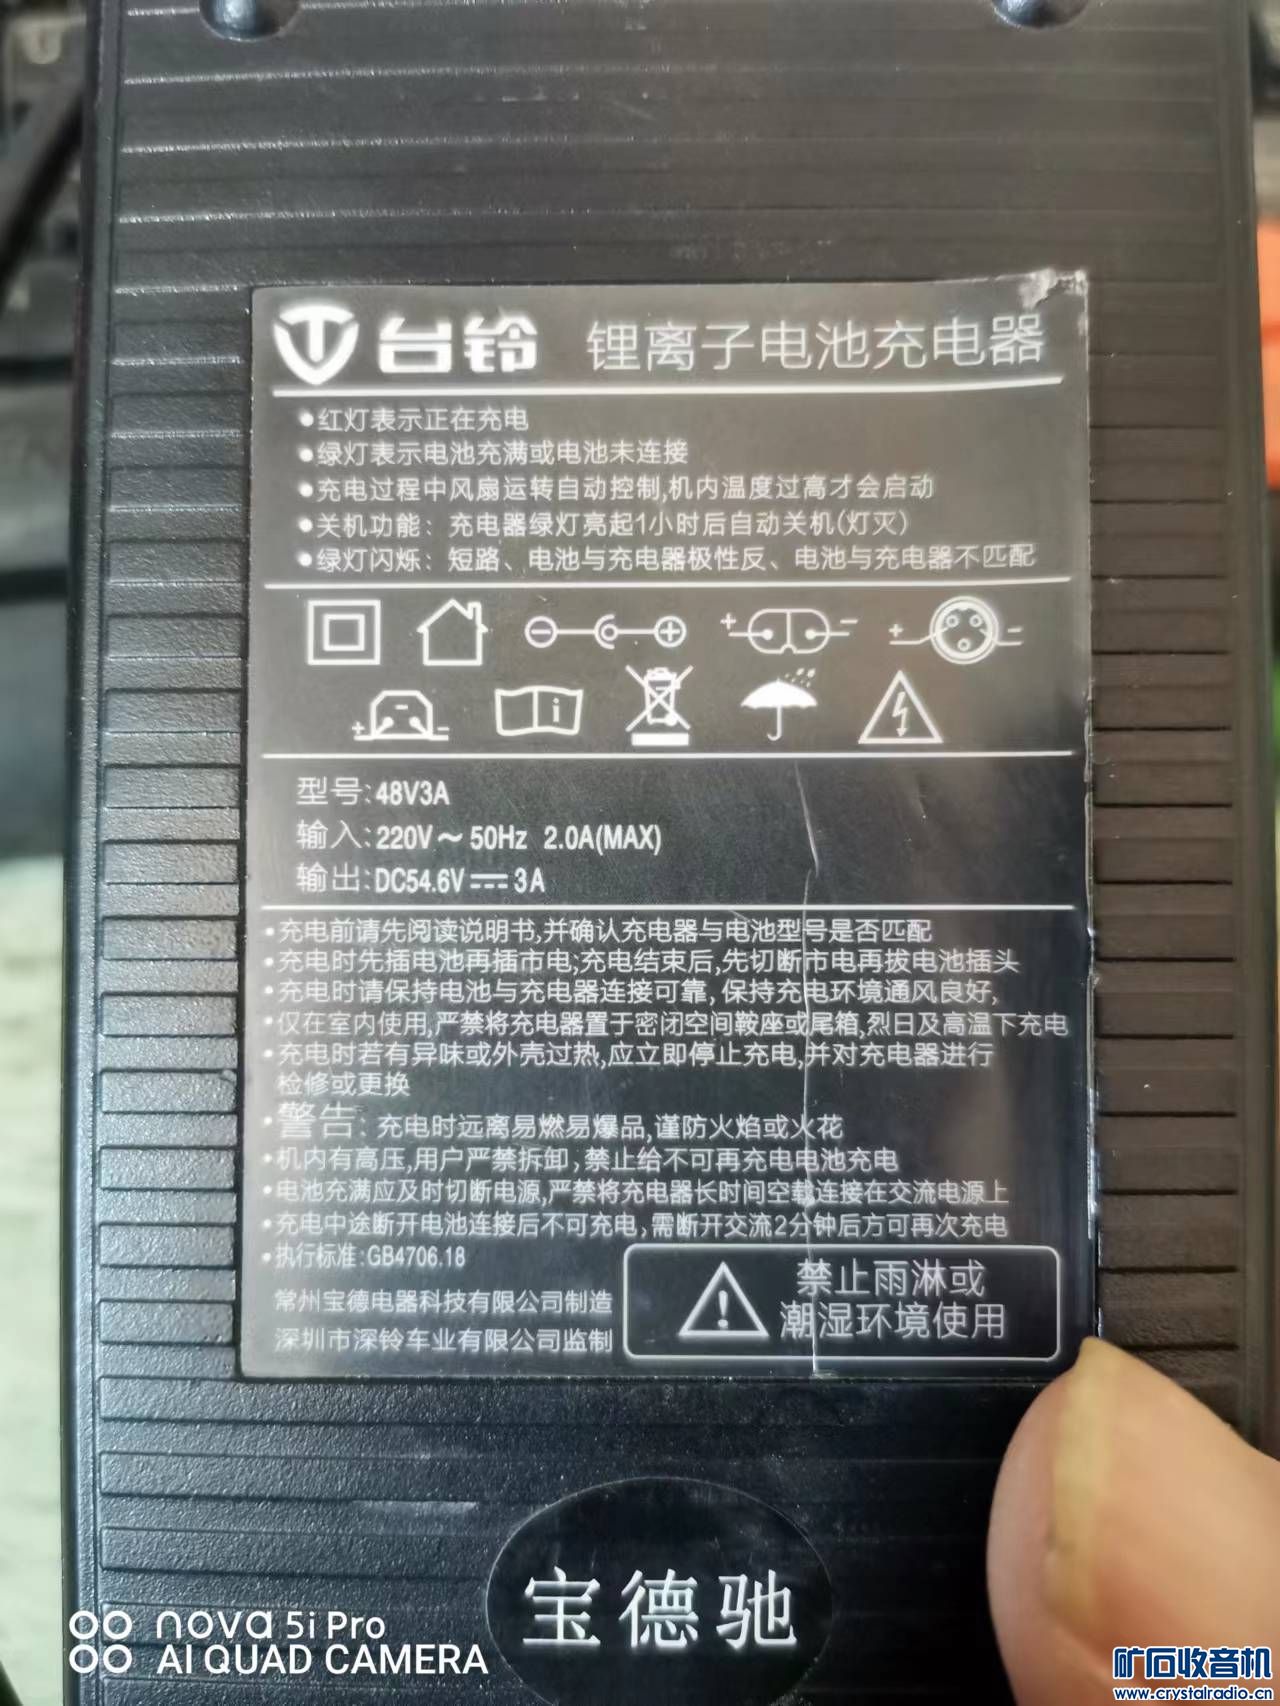 台铃 锂离子电池充电器
•红灯表示正在充电
•绿灯表示电池充满或电池未连接
•充电过程中风扇运转自动控制,机内温度过高才会启动
•关机功能：充电器绿灯亮起1小时后自动关机(灯灭)
•绿灯闪烁：短路、电池与充电器极性反、电池与充电器不匹配
型号:48V3A
输入:220V～50Hz 2.0A(MAX)
输出:DC54.6V⎓3A
•充电前请先阅读说明书,并确认充电器与电池型号是否匹配
•充电时先插电池再插市电;充电结束后,先切断市电再拔电池插头
•充电时请保持电池与充电器连接可靠,保持充电环境通风良好,
•仅在室内使用,严禁将充电器置于密闭空间鞍座或尾箱,烈日及高温下充电
•充电时若有异味或外壳过热,应立即停止充电,并对充电器进行
检修或更换
•警告:充电时远离易燃易爆品,谨防火焰或火花
•机内有高压,用户严禁拆卸,禁止给不可再充电电池充电
•电池充满应及时切断电源,严禁将充电器长时间空载连接在交流电源上
•充电中途断开电池连接后不可充电,需断开交流2分钟后方可再次充电
•执行标准:GB4706.18
常州宝德电器科技有限公司制造
深圳市深铃车业有限公司监制
禁止雨淋或
潮湿环境使用
宝德驰
nova 5i Pro
AI QUAD CAMERA
矿石收音机
www.crystalradio.cn